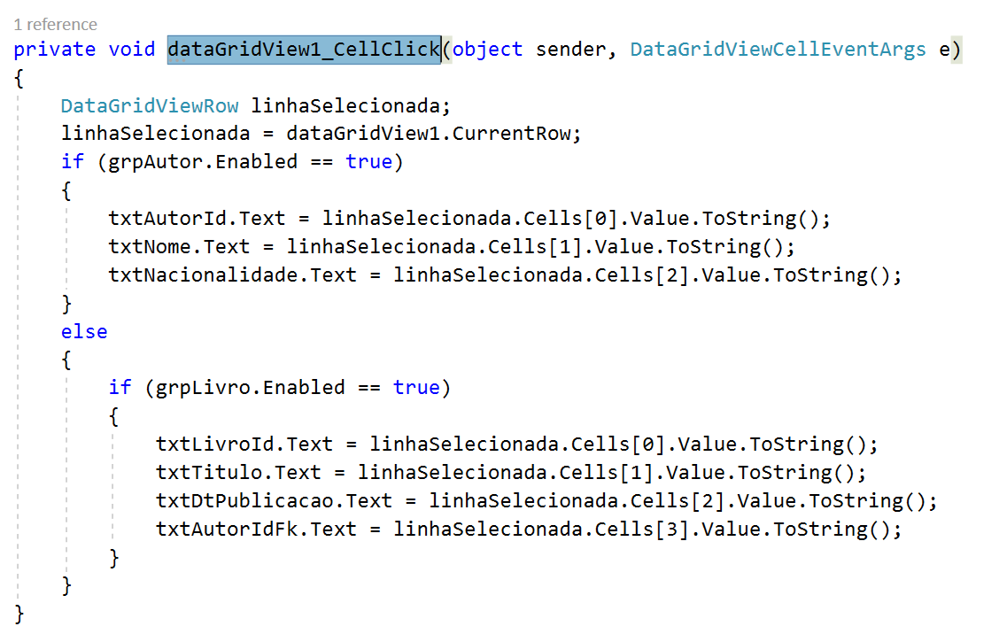 1 reference
private void dataGridView1_CellClick(object sender, DataGridViewCellEventArgs e)
{
    DataGridViewRow linhaSelecionada;
    linhaSelecionada = dataGridView1.CurrentRow;
    if (grpAutor.Enabled == true)
    {
        txtAutorId.Text = linhaSelecionada.Cells[0].Value.ToString();
        txtNome.Text = linhaSelecionada.Cells[1].Value.ToString();
        txtNacionalidade.Text = linhaSelecionada.Cells[2].Value.ToString();
    }
    else
    {
        if (grpLivro.Enabled == true)
        {
            txtLivroId.Text = linhaSelecionada.Cells[0].Value.ToString();
            txtTitulo.Text = linhaSelecionada.Cells[1].Value.ToString();
            txtDtPublicacao.Text = linhaSelecionada.Cells[2].Value.ToString();
            txtAutorIdFk.Text = linhaSelecionada.Cells[3].Value.ToString();
        }
    }
}